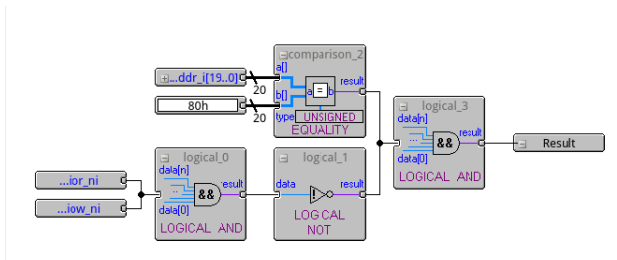 comparison_2
a[]
...ddr_i[19..0]
20
result
a = b
b[]
80h
20
type UNSIGNED
EQUALITY
logical_3
data[n]
...
&&
result
data[0]
LOGICAL AND
Result
logical_0
data[n]
...
&&
result
data[0]
LOGICAL AND
...ior_ni
...iow_ni
log cal_1
data
!
result
LOG CAL
NOT